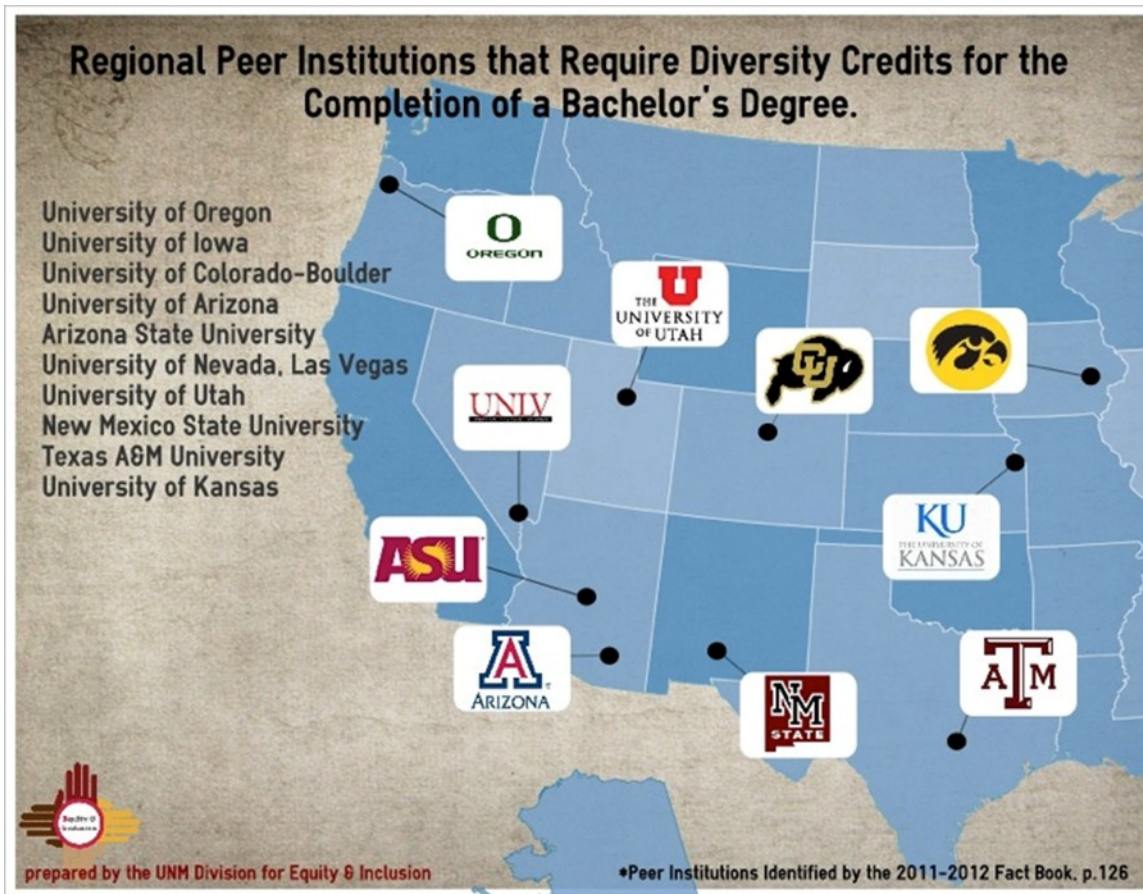 Regional Peer Institutions that Require Diversity Credits for the
Completion of a Bachelor's Degree.
University of Oregon
University of Iowa
University of Colorado-Boulder
University of Arizona
Arizona State University
University of Nevada, Las Vegas
University of Utah
New Mexico State University
Texas A&M University
University of Kansas
O
OREGON
U
THE
UNIVERSITY
OF UTAH
CU
UNLV
KU
THE UNIVERSITY OF
KANSAS
ASU
A
ARIZONA
NM
STATE
ATM
Equity &
Inclusion
prepared by the UNM Division for Equity & Inclusion
*Peer Institutions Identified by the 2011-2012 Fact Book, p.126